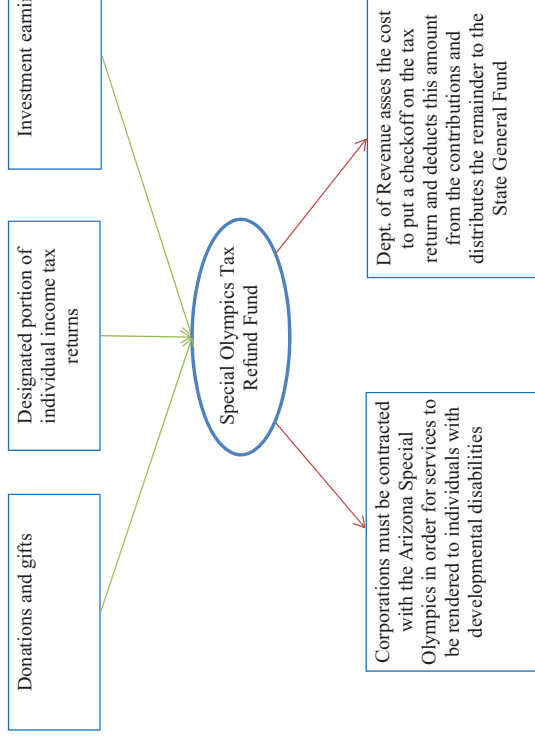 Donations and gifts
Designated portion of
individual income tax
returns
Investment
Special Olympics Tax
Refund Fund
Corporations must be contracted
with the Arizona Special
Olympics in order for services to
be rendered to individuals with
developmental disabilities
Dept. of Revenue asses the cost
to put a checkoff on the tax
return and deducts this amount
from the contributions and
distributes the remainder to the
State General Fund